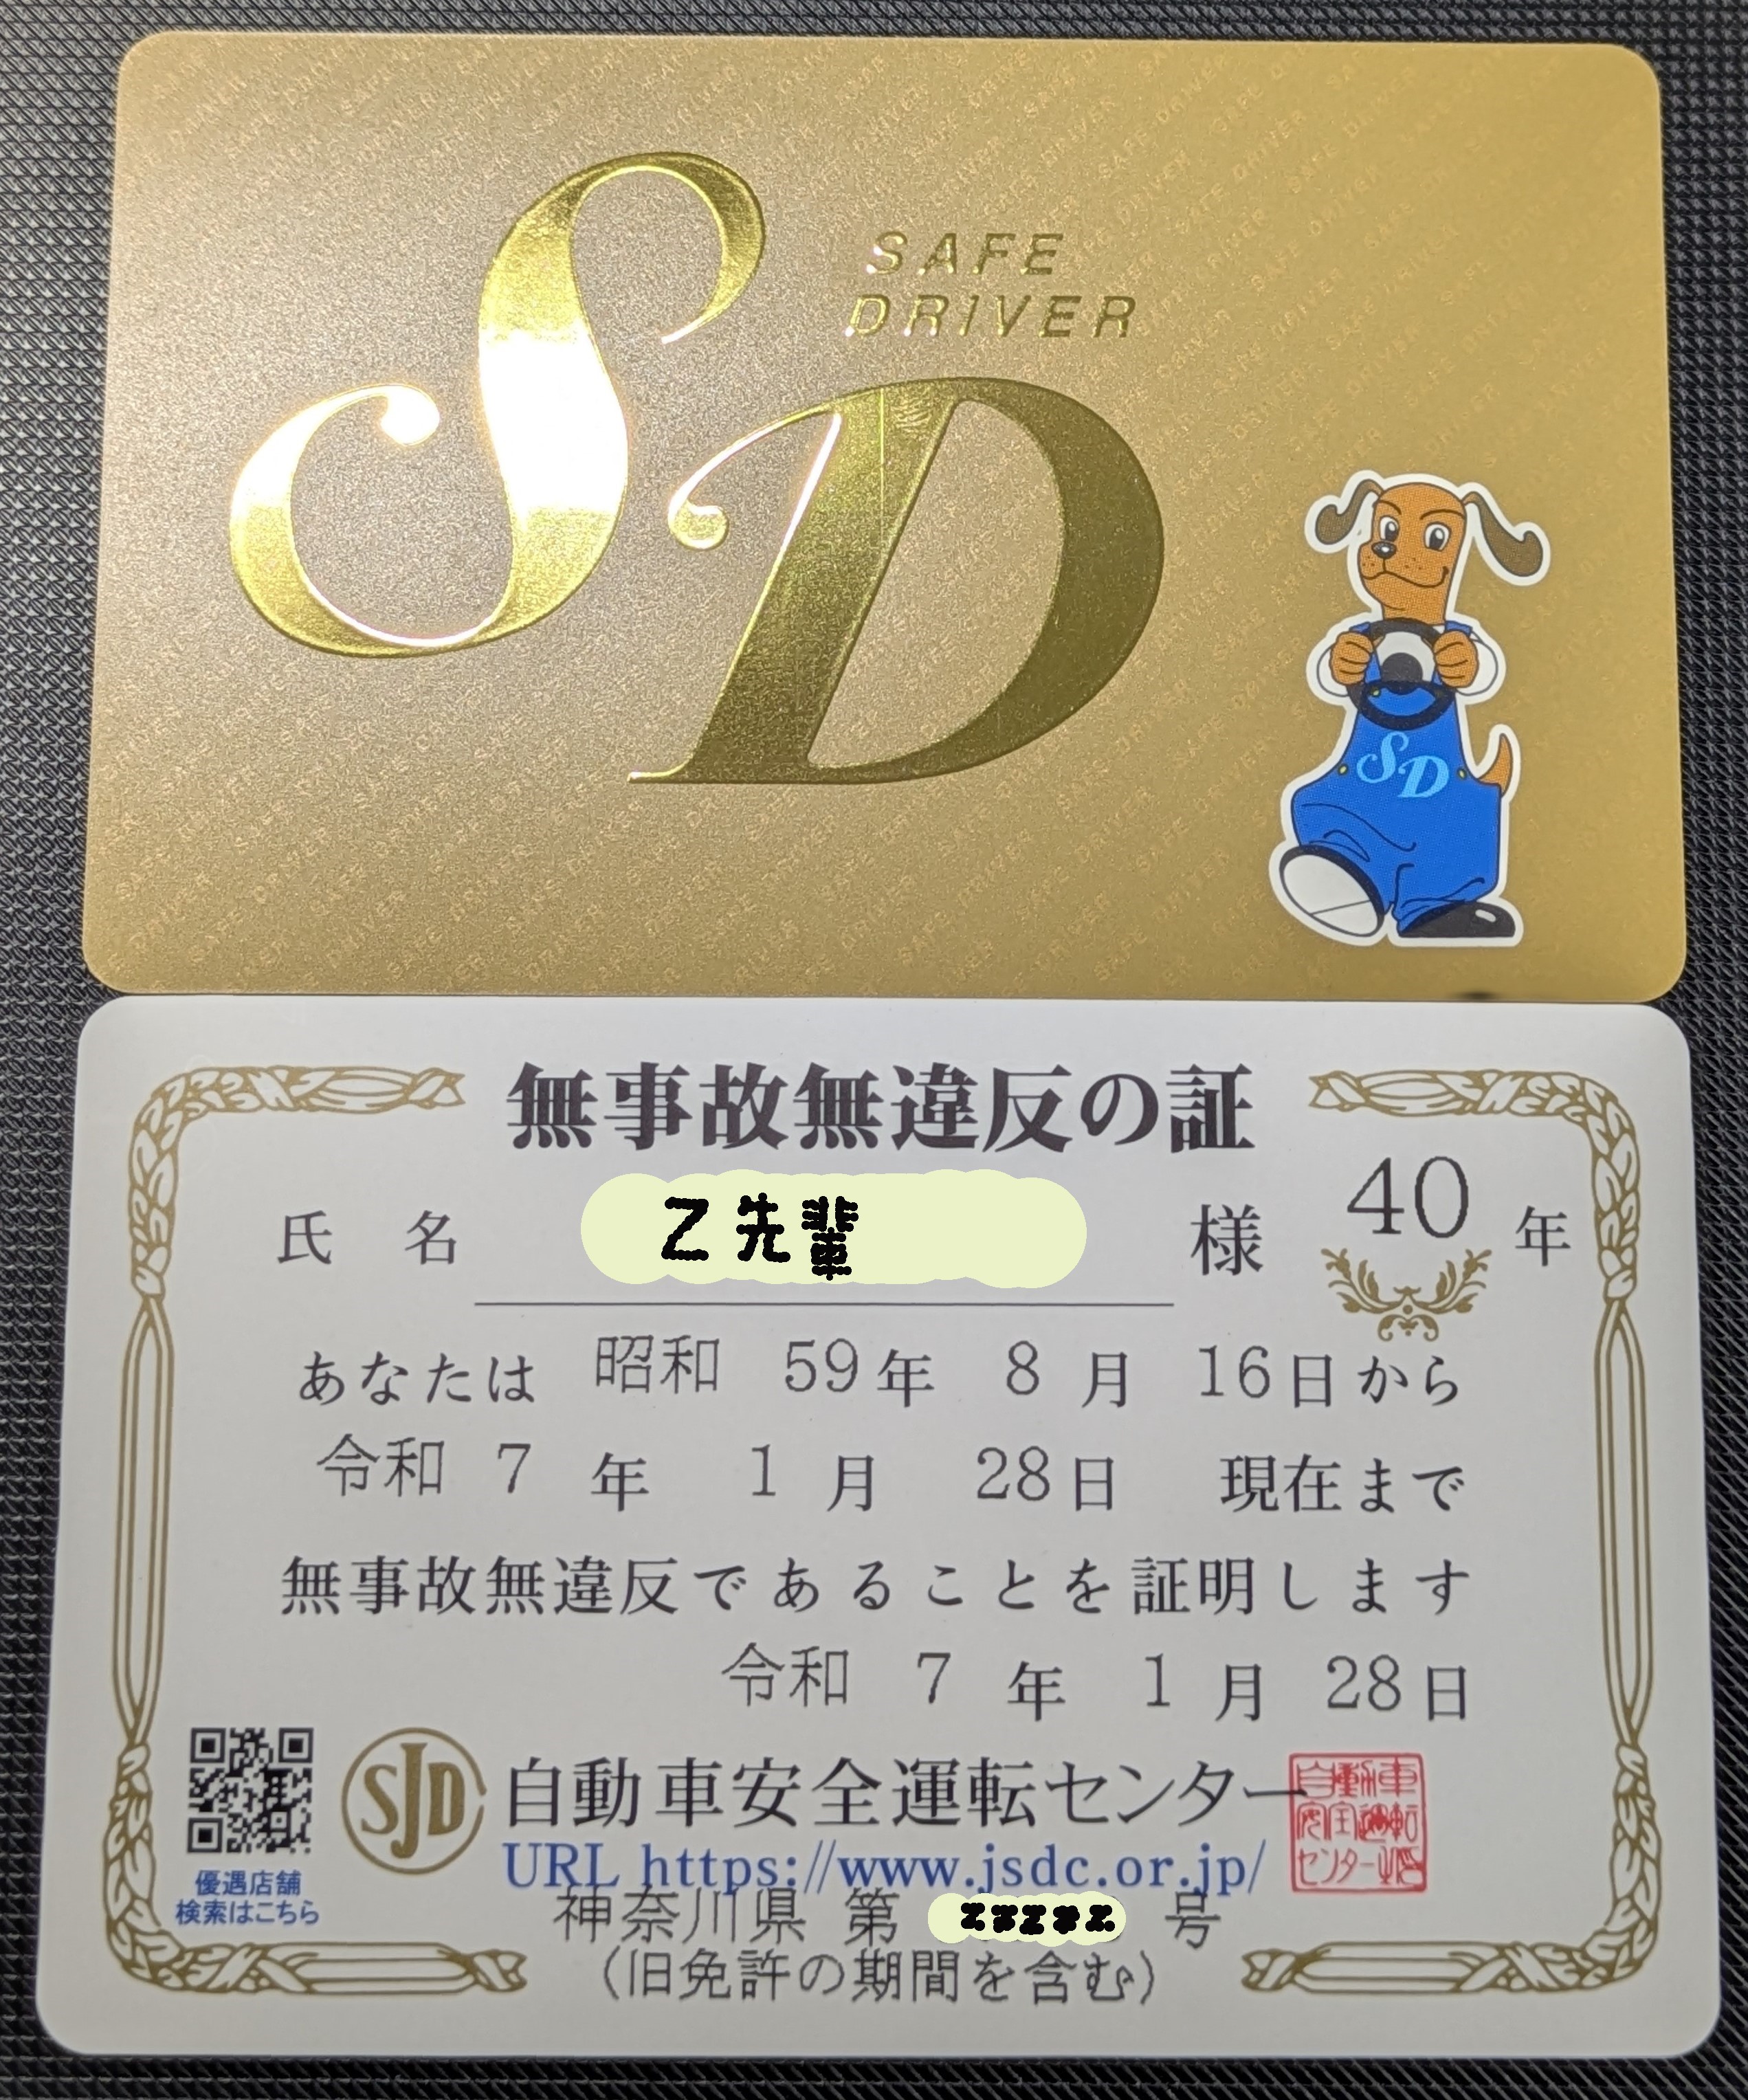 SD
SAFE
DRIVER
SD
無事故無違反の証
氏名 Z先輩 様 40年
あなたは 昭和 59年 8月 16日から
令和 7年 1月 28日 現在まで
無事故無違反であることを証明します
令和 7年 1月 28日
SJD 自動車安全運転センター
URL https://www.jsdc.or.jp/
優遇店舗
検索はこちら
神奈川県 第 ZZZZZ 号
(旧免許の期間を含む)